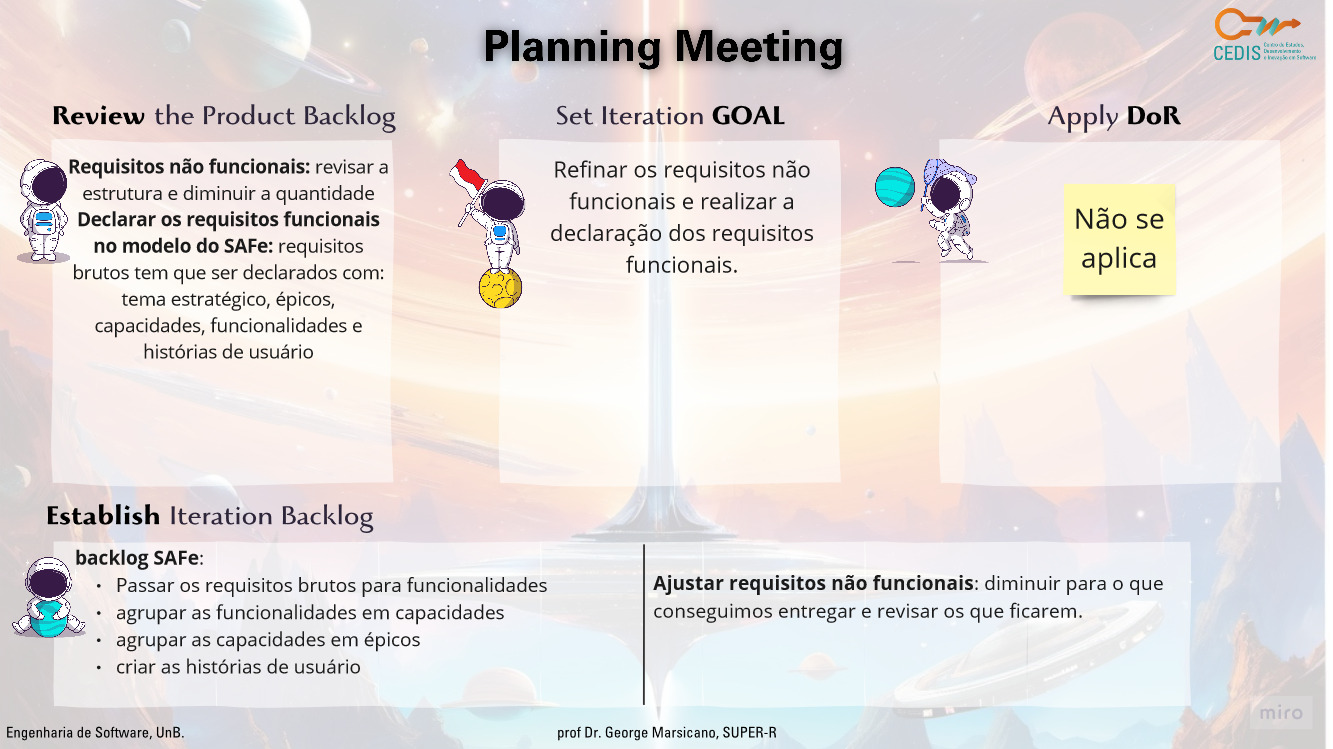 Planning Meeting
CEDIS
Centro de Estudos,
Desenvolvimento
e Inovação em Software
Review the Product Backlog
Requisitos não funcionais: revisar a
estrutura e diminuir a quantidade
Declarar os requisitos funcionais
no modelo do SAFe: requisitos
brutos tem que ser declarados com:
tema estratégico, épicos,
capacidades, funcionalidades e
histórias de usuário
Set Iteration GOAL
Refinar os requisitos não
funcionais e realizar a
declaração dos requisitos
funcionais.
Apply DoR
Não se
aplica
Establish Iteration Backlog
backlog SAFe:
• Passar os requisitos brutos para funcionalidades
• agrupar as funcionalidades em capacidades
• agrupar as capacidades em épicos
• criar as histórias de usuário
Ajustar requisitos não funcionais: diminuir para o que
conseguimos entregar e revisar os que ficarem.
miro
Engenharia de Software, UnB.
prof Dr. George Marsicano, SUPER-R